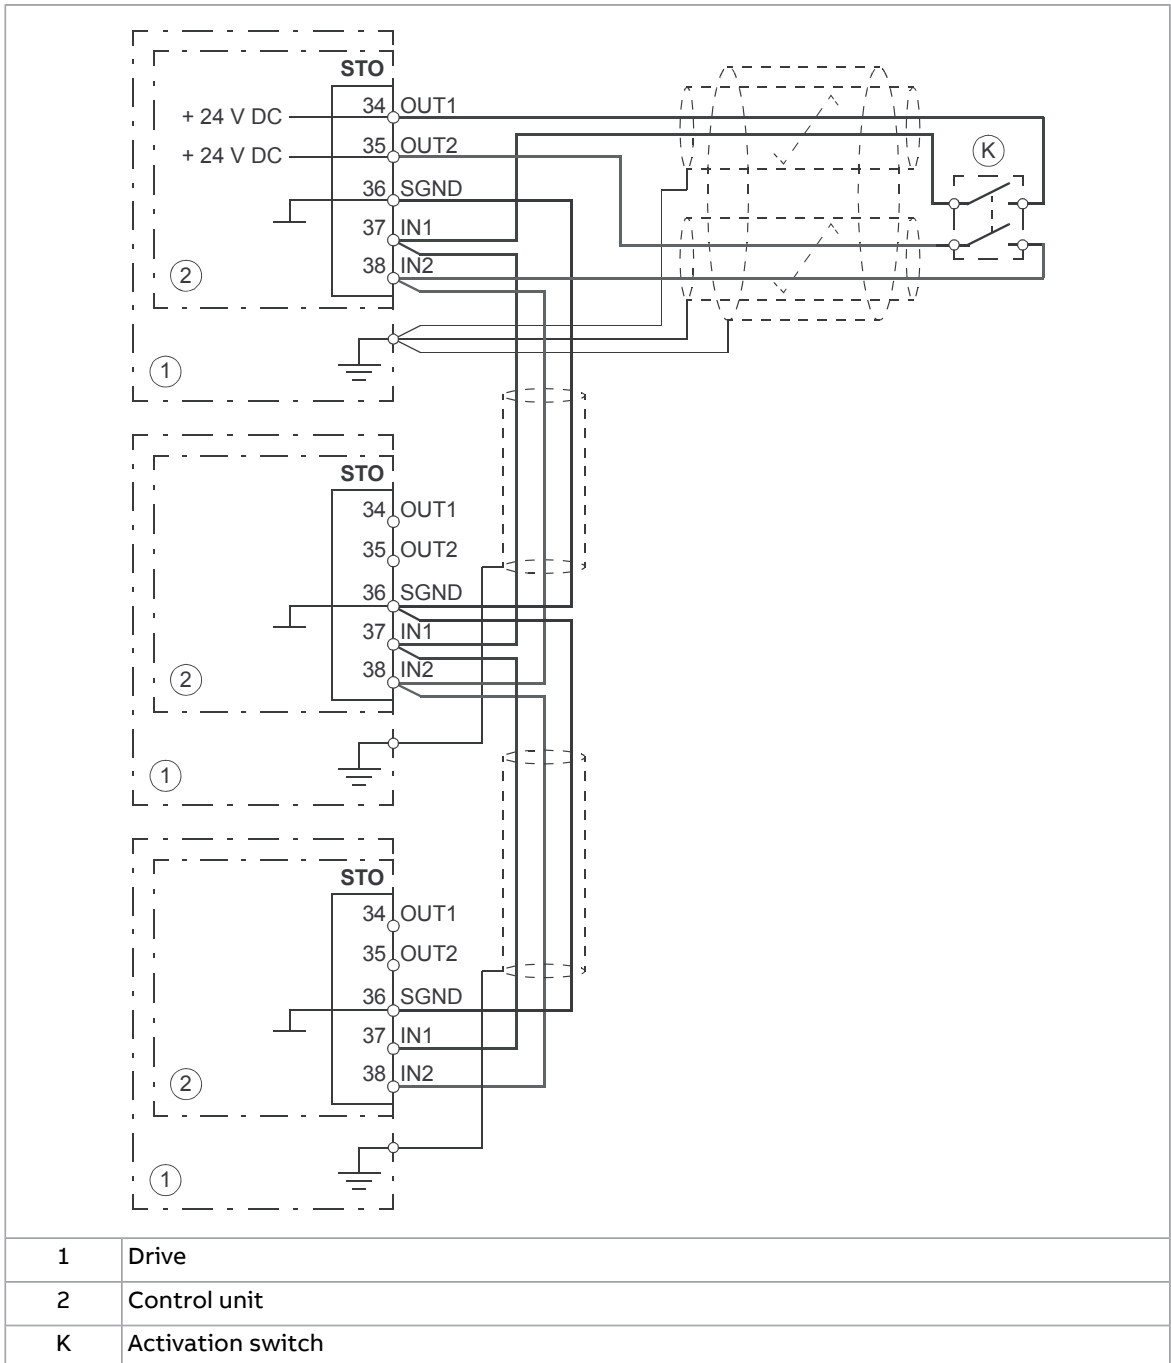 STO
+ 24 V DC 34 OUT1
+ 24 V DC 35 OUT2
K
36 SGND
37 IN1
38 IN2
2
1
STO
34 OUT1
35 OUT2
36 SGND
37 IN1
38 IN2
2
1
STO
34 OUT1
35 OUT2
36 SGND
37 IN1
38 IN2
2
1
1 Drive
2 Control unit
K Activation switch